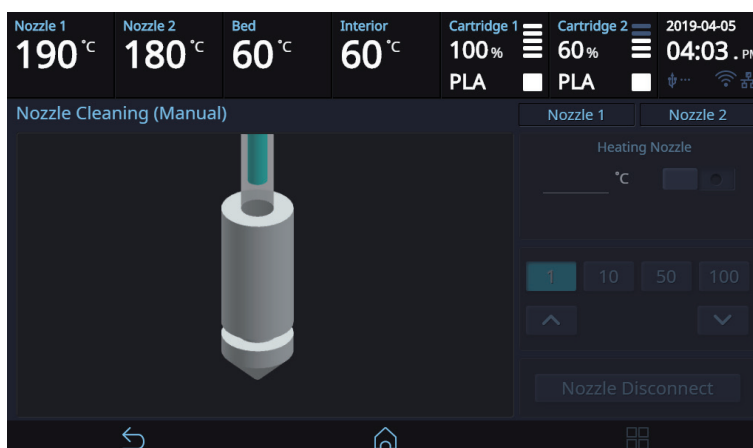 Nozzle 1
190 °C
Nozzle 2
180 °C
Bed
60 °C
Interior
60 °C
Cartridge 1
100 %
PLA
Cartridge 2
60 %
PLA
2019-04-05
04:03 . PM
Nozzle Cleaning (Manual)
Nozzle 1
Nozzle 2
Heating Nozzle
°C
1
10
50
100
Nozzle Disconnect